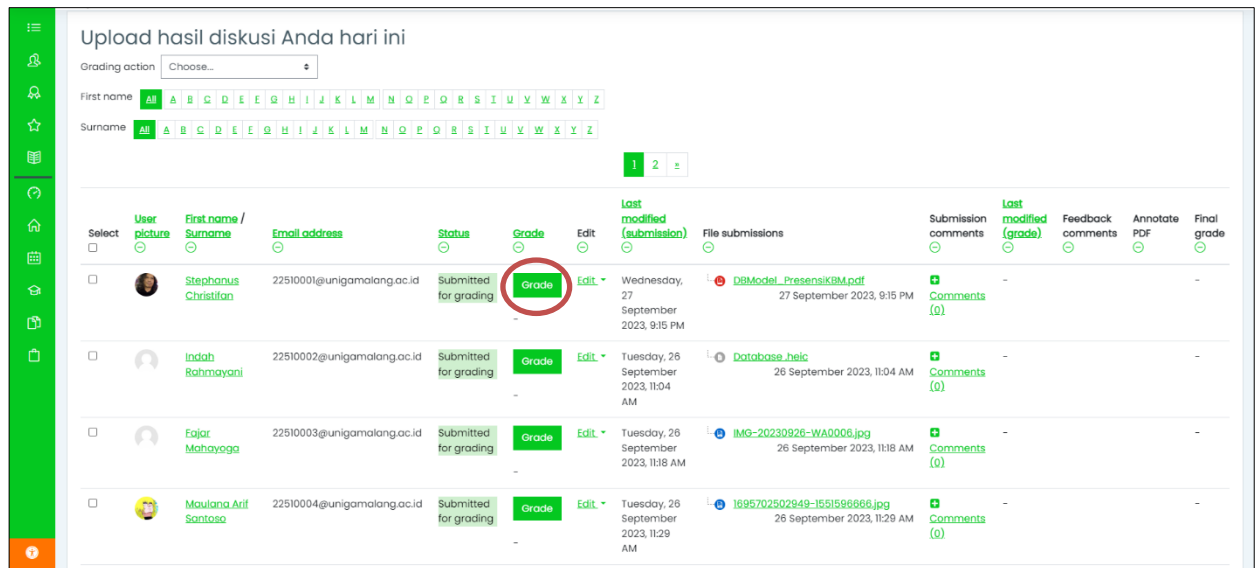 Upload hasil diskusi Anda hari ini
Grading action Choose...
First name All A B C D E F G H I J K L M N O P Q R S T U V W X Y Z
Surname All A B C D E F G H I J K L M N O P Q R S T U V W X Y Z
1 2 »
Select
User picture
First name / Surname
Email address
Status
Grade
Edit
Last modified (submission)
File submissions
Submission comments
Last modified (grade)
Feedback comments
Annotate PDF
Final grade
Stephanus 22510001@unigamalang.ac.id Submitted Grade Edit Wednesday, DBModel_PresensiKBM.pdf -  -
Christifan for grading 27 27 September 2023, 9:15 PM Comments
- September (0)
2023, 9:15 PM
Indah 22510002@unigamalang.ac.id Submitted Grade Edit Tuesday, 26 Database .heic - -
Rahmayani for grading September 26 September 2023, 11:04 AM Comments
- 2023, 11:04 (0)
AM
Fajar 22510003@unigamalang.ac.id Submitted Grade Edit Tuesday, 26 IMG-20230926-WA0006.jpg - -
Mahayoga for grading September 26 September 2023, 11:18 AM Comments
- 2023, 11:18 AM (0)
Maulana Arif 22510004@unigamalang.ac.id Submitted Grade Edit Tuesday, 26 1695702502949-1551596666.jpg - -
Santoso for grading September 26 September 2023, 11:29 AM Comments
- 2023, 11:29 (0)
AM